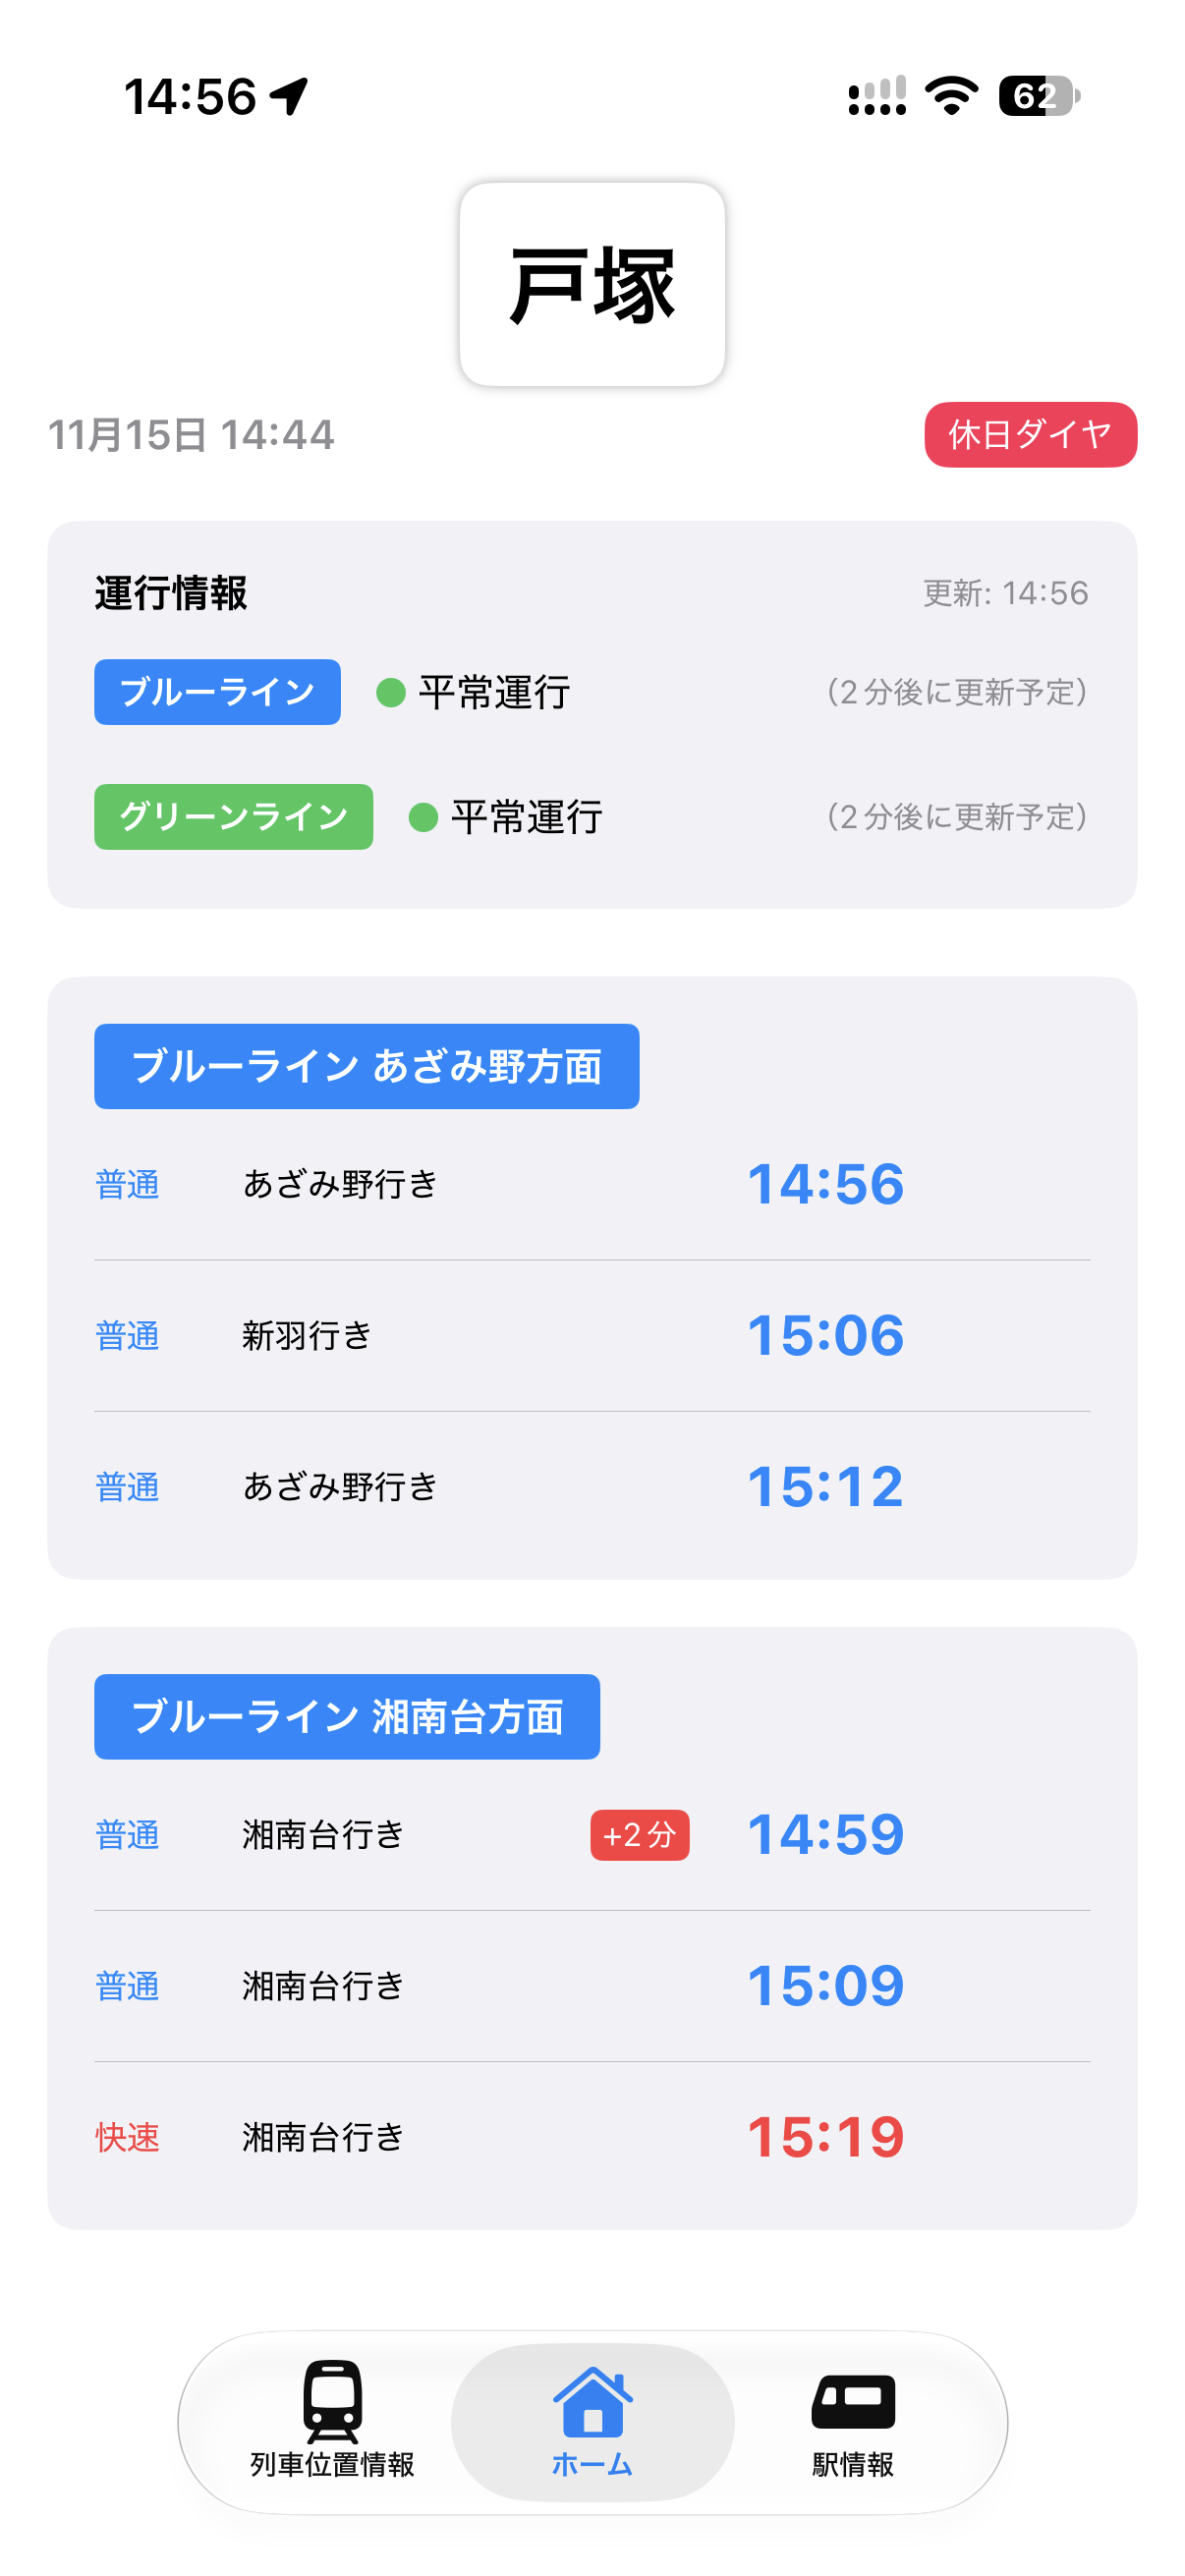 14:56
62
戸塚
11月15日 14:44
休日ダイヤ
運行情報
更新: 14:56
ブルーライン 平常運行 （2分後に更新予定）
グリーンライン 平常運行 （2分後に更新予定）
ブルーライン あざみ野方面
普通 あざみ野行き 14:56
普通 新羽行き 15:06
普通 あざみ野行き 15:12
ブルーライン 湘南台方面
普通 湘南台行き +2分 14:59
普通 湘南台行き 15:09
快速 湘南台行き 15:19
列車位置情報 ホーム 駅情報